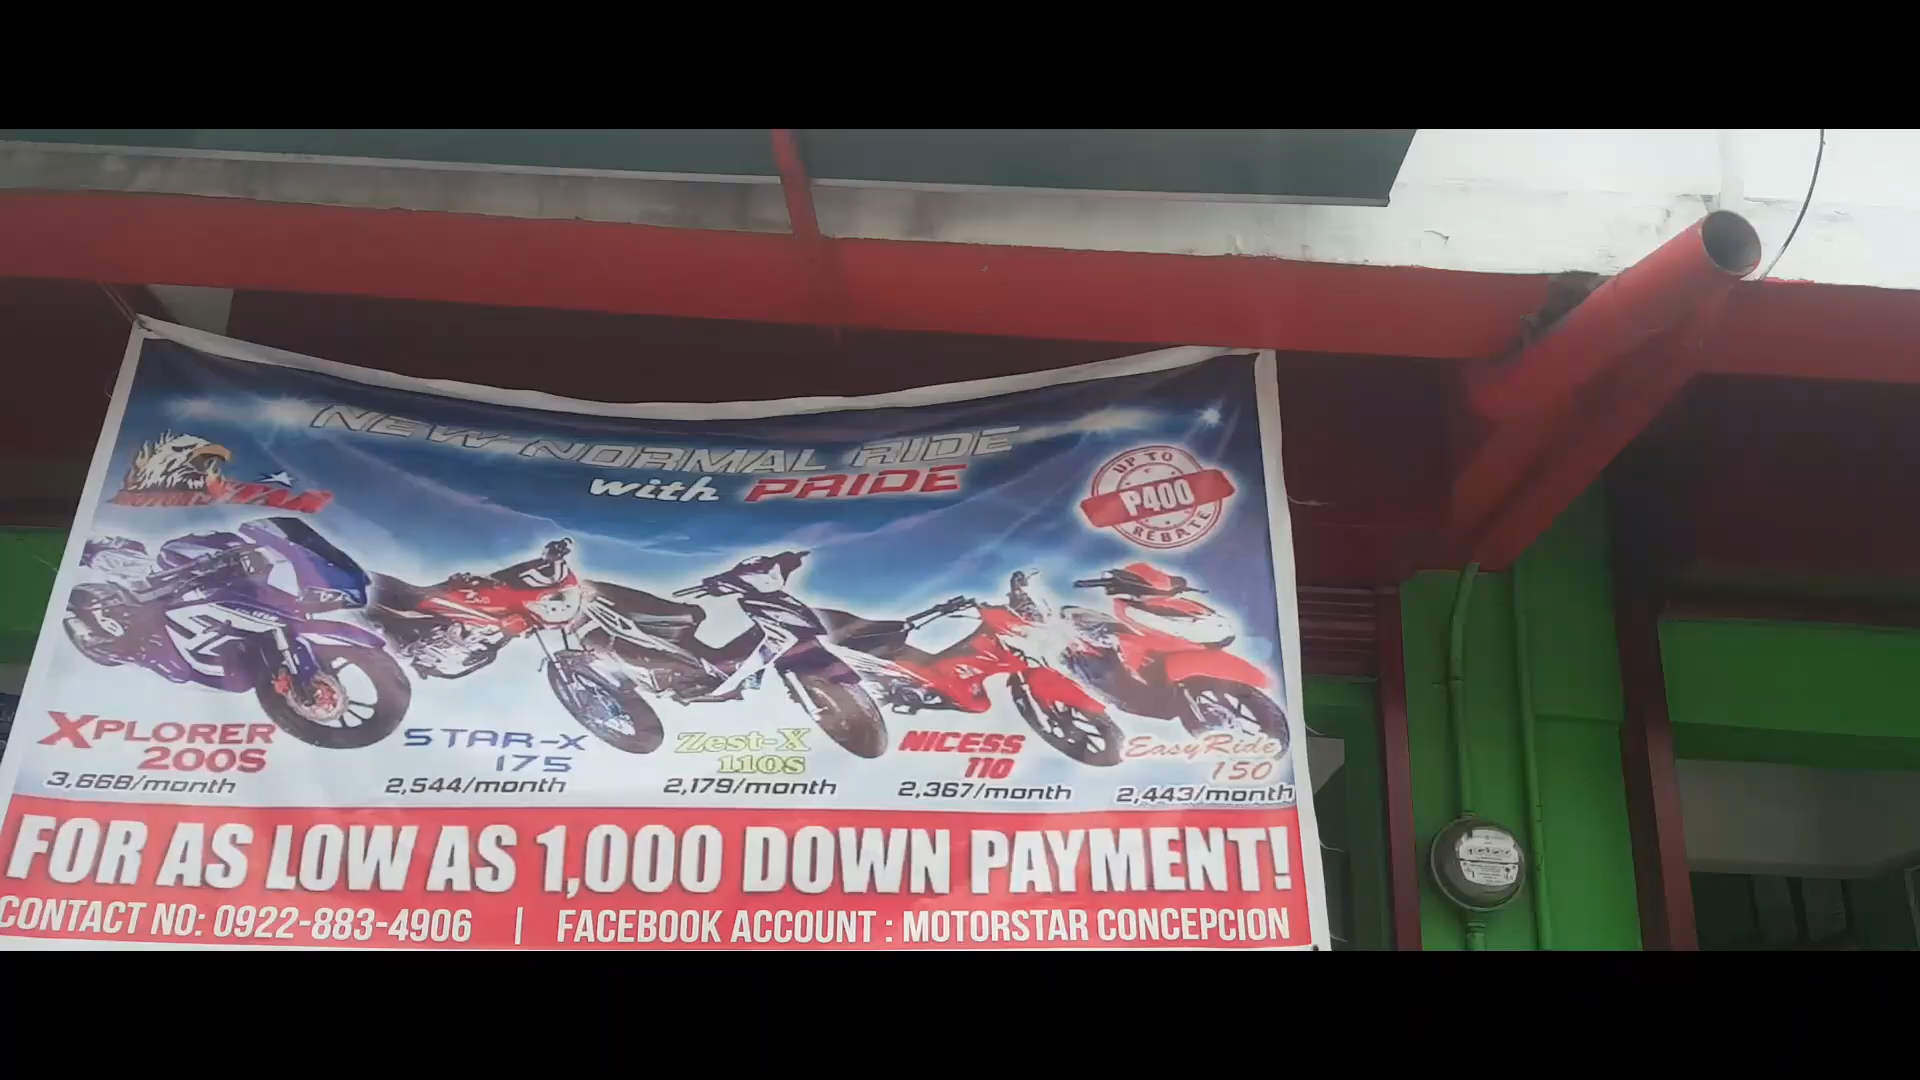 NEW NORMAL RIDE
with PRIDE
MOTORSTAR
UP TO
P400
REBATE
XPLORER
200S
3,668/month
STAR-X
175
2,544/month
Zest-X
110S
2,179/month
NICESS
110
2,367/month
EasyRide
150
2,443/month
FOR AS LOW AS 1,000 DOWN PAYMENT!
CONTACT NO: 0922-883-4906 | FACEBOOK ACCOUNT : MOTORSTAR CONCEPCION